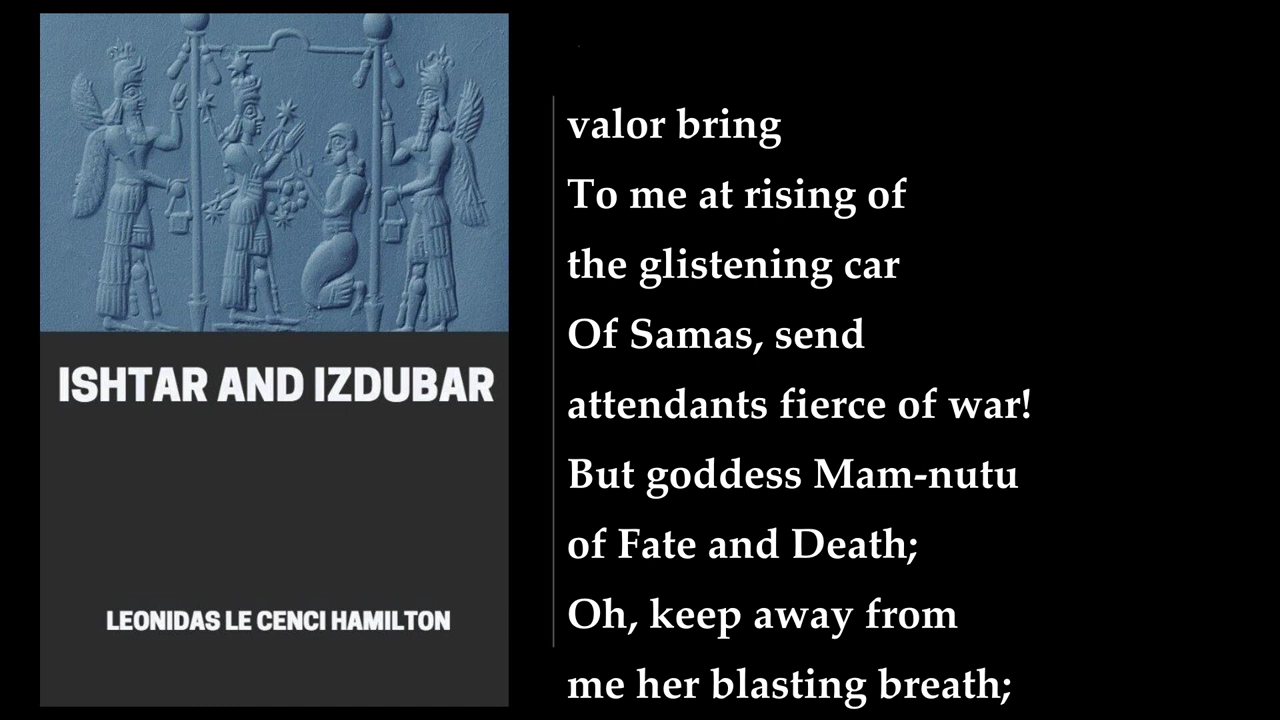 ISHTAR AND IZDUBAR
LEONIDAS LE CENCI HAMILTON
valor bring
To me at rising of
the glistening car
Of Samas, send
attendants fierce of war!
But goddess Mam-nutu
of Fate and Death;
Oh, keep away from
me her blasting breath;